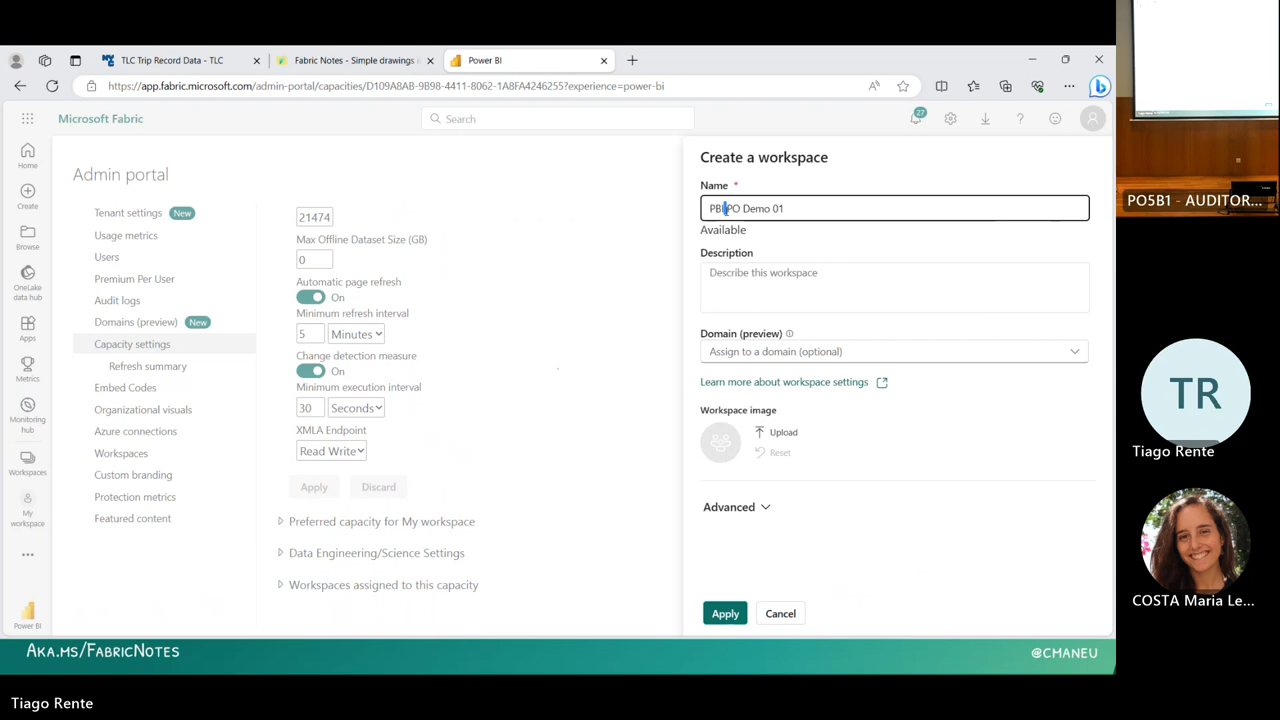 TLC Trip Record Data - TLC
Fabric Notes - Simple drawings
Power BI
https://app.fabric.microsoft.com/admin-portal/capacities/D109A8AB-9B98-4411-8062-1A8FA4246255?experience=power-bi
Microsoft Fabric
Search
27
Home
Create
Browse
OneLake
data hub
Apps
Metrics
Monitoring
hub
Workspaces
My
workspace
Power BI
Admin portal
Tenant settings New
Usage metrics
Users
Premium Per User
Audit logs
Domains (preview) New
Capacity settings
Refresh summary
Embed Codes
Organizational visuals
Azure connections
Workspaces
Custom branding
Protection metrics
Featured content
21474
Max Offline Dataset Size (GB)
0
Automatic page refresh
On
Minimum refresh interval
5 Minutes
Change detection measure
On
Minimum execution interval
30 Seconds
XMLA Endpoint
Read Write
Apply Discard
Preferred capacity for My workspace
Data Engineering/Science Settings
Workspaces assigned to this capacity
Create a workspace
Name *
Demo 01
Available
Description
Describe this workspace
Domain (preview)
Assign to a domain (optional)
Learn more about workspace settings
Workspace image
Upload
Reset
Advanced
Apply Cancel
AKA.MS/FABRICNOTES
@CMANEU
PO5B1 - AUDITOR...
TR
Tiago Rente
COSTA Maria Le...
Tiago Rente